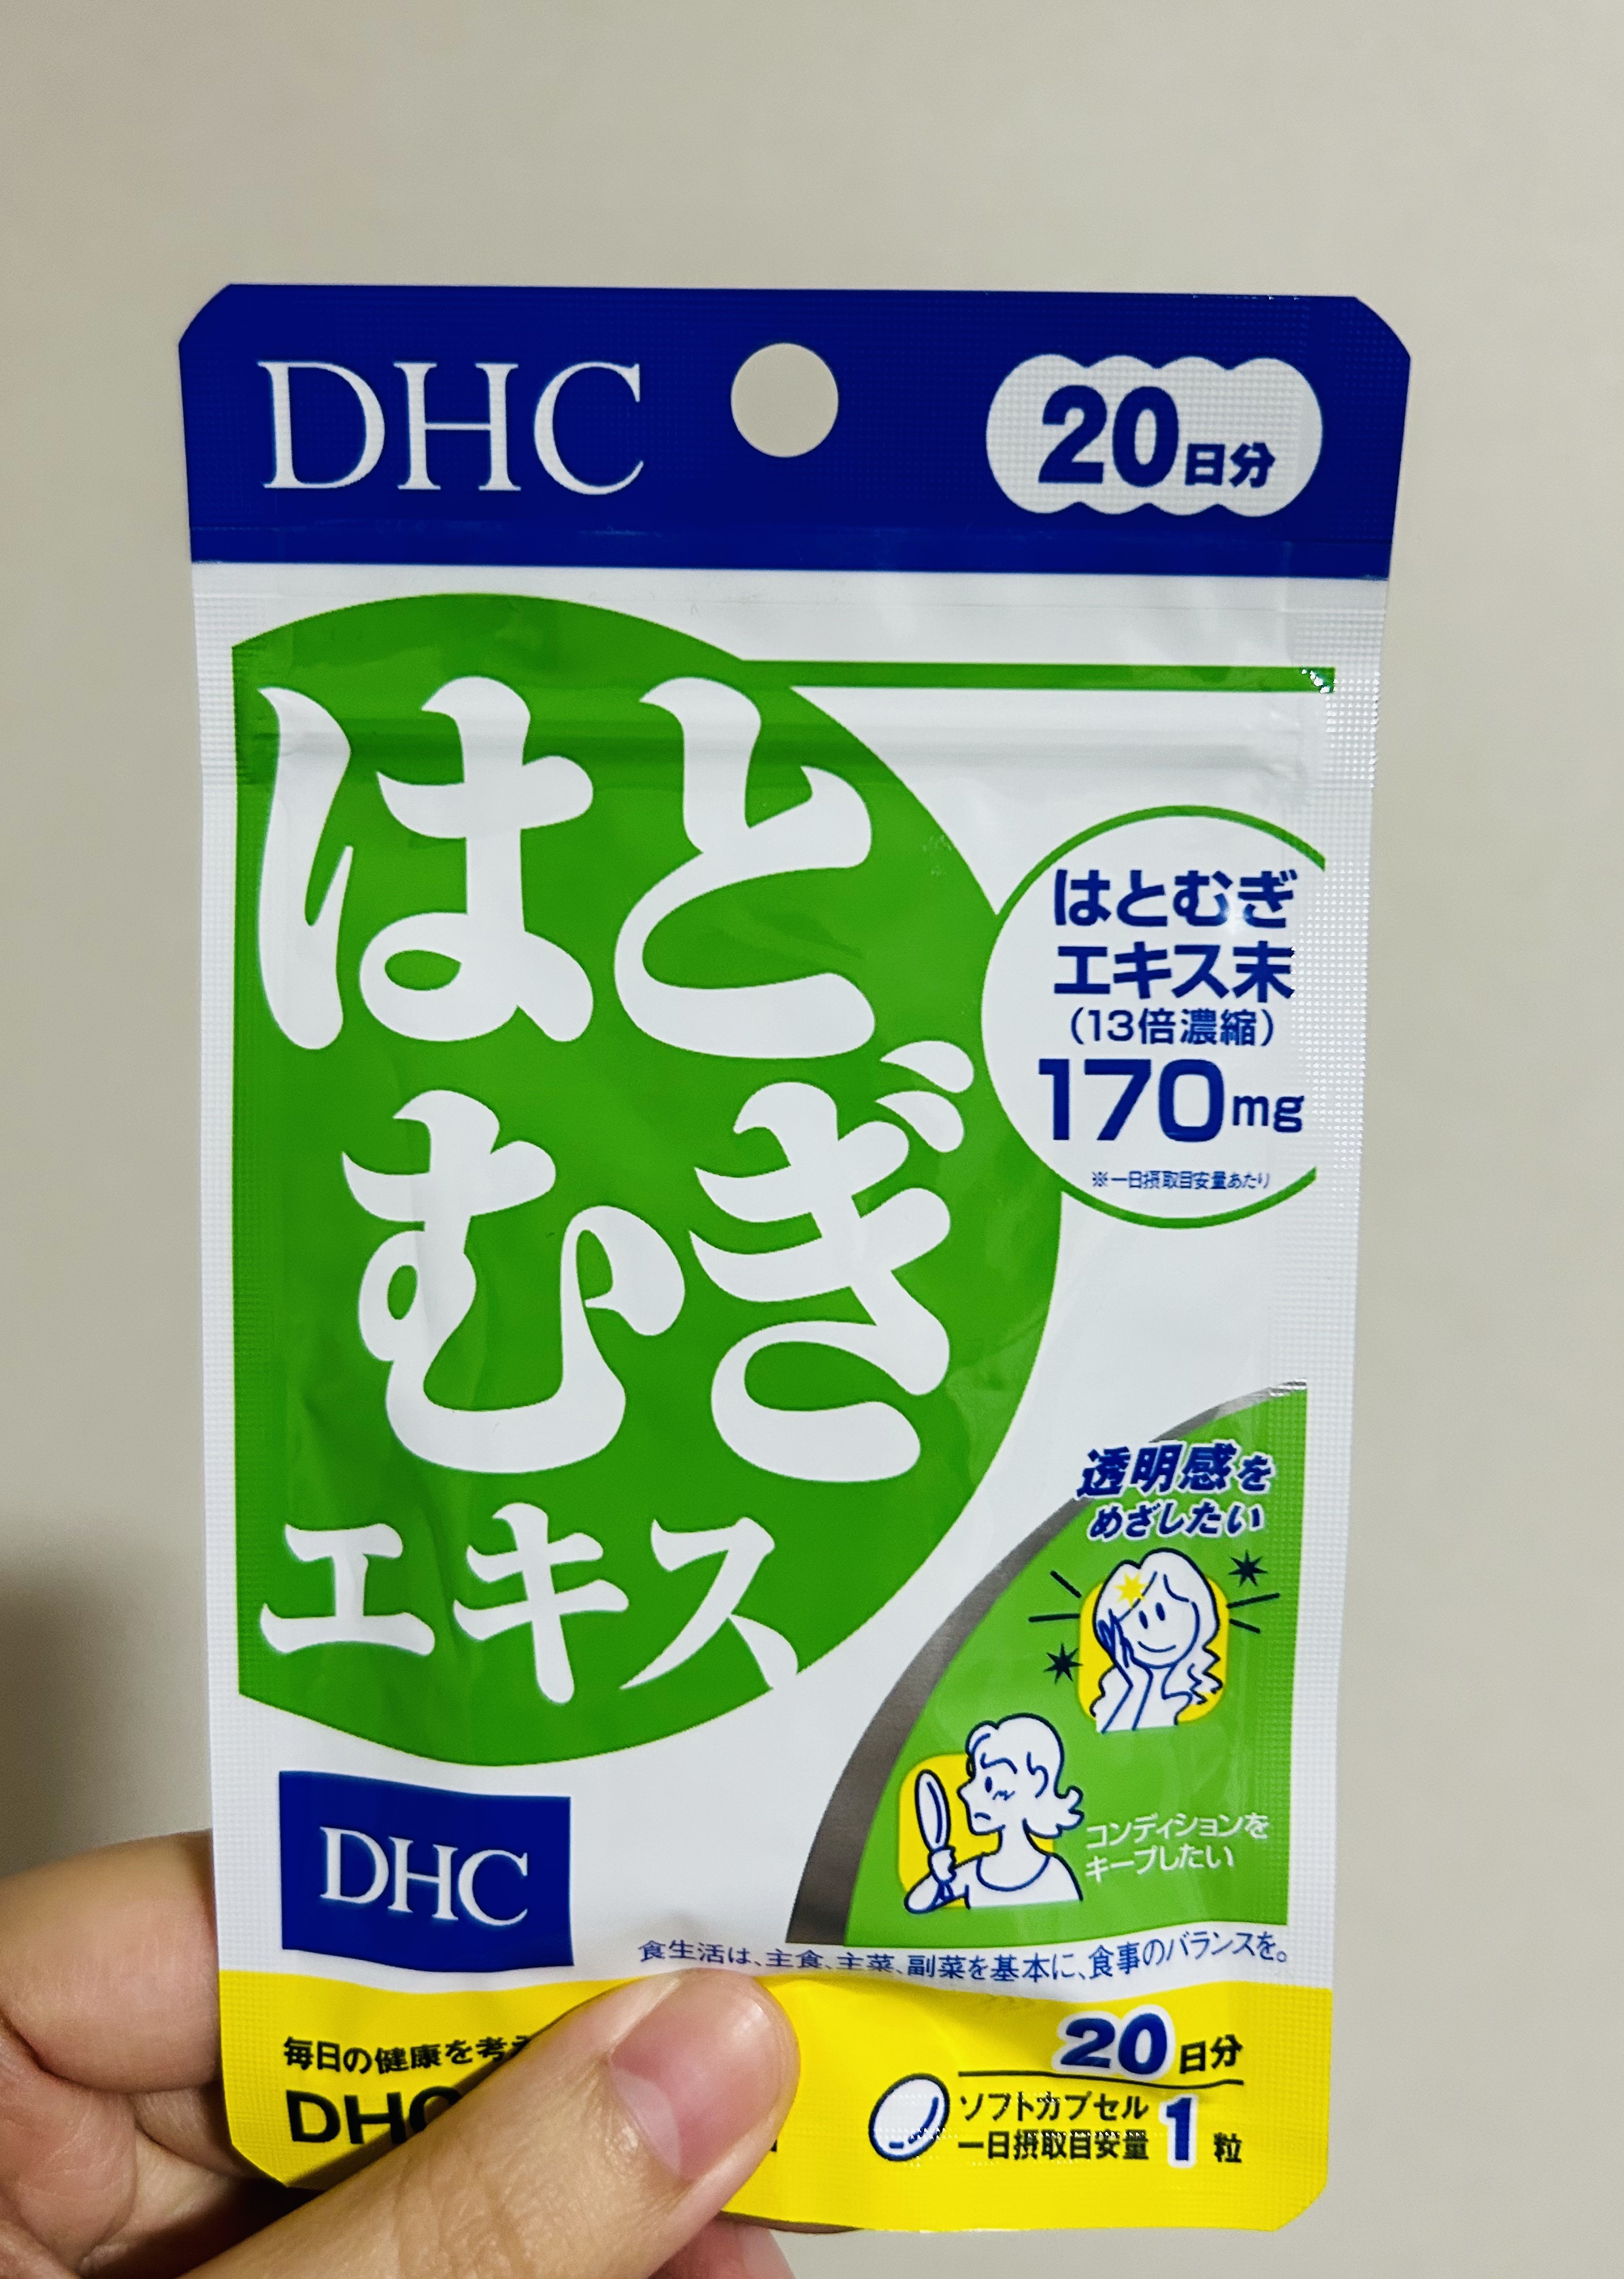 DHC
20日分
はと
むぎ
エキス
はとむぎ
エキス末
（13倍濃縮）
170mg
※一日摂取目安量あたり
透明感を
めざしたい
コンディションを
キープしたい
DHC
食生活は、主食、主菜、副菜を基本に、食事のバランスを。
毎日の健康を考
DHC
20日分
ソフトカプセル
一日摂取目安量 1粒